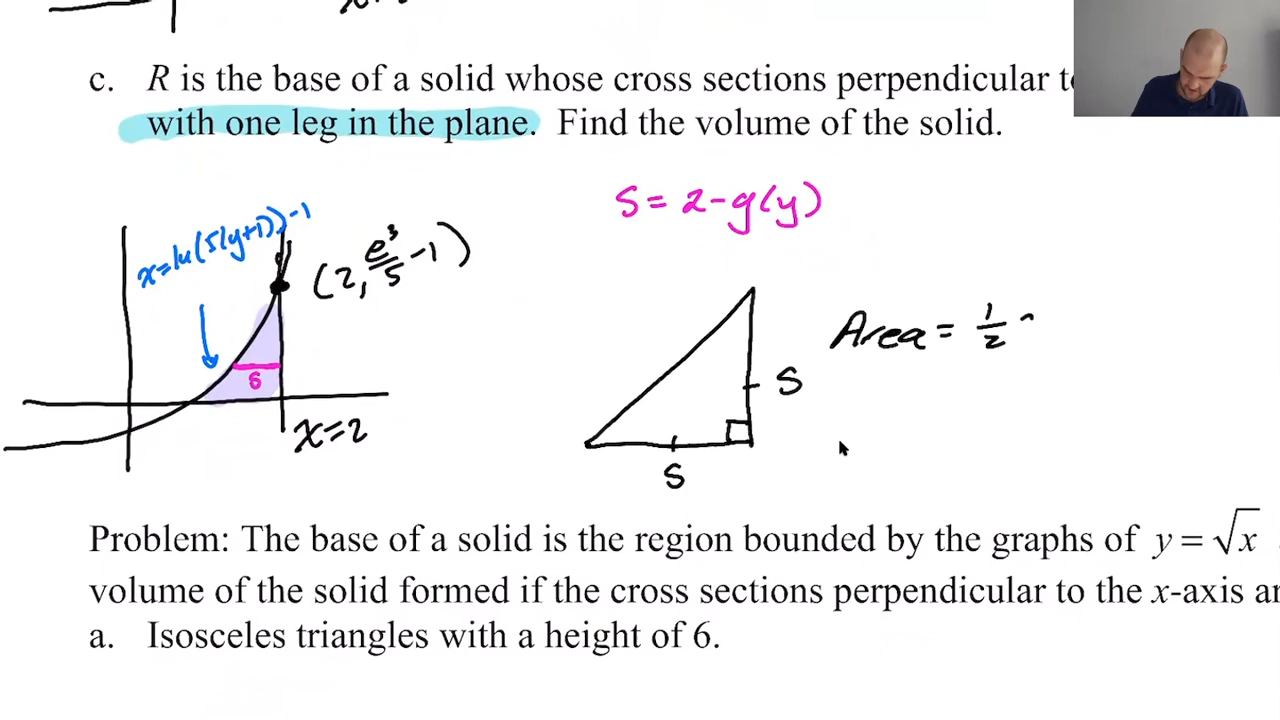 c. R is the base of a solid whose cross sections perpendicular t
with one leg in the plane. Find the volume of the solid.
x=ln(5(y+1))-1
(2, e³/5 -1)
S
x=2
S = 2-g(y)
S
S
Area = 1/2
Problem: The base of a solid is the region bounded by the graphs of y = √x
volume of the solid formed if the cross sections perpendicular to the x-axis a
a. Isosceles triangles with a height of 6.